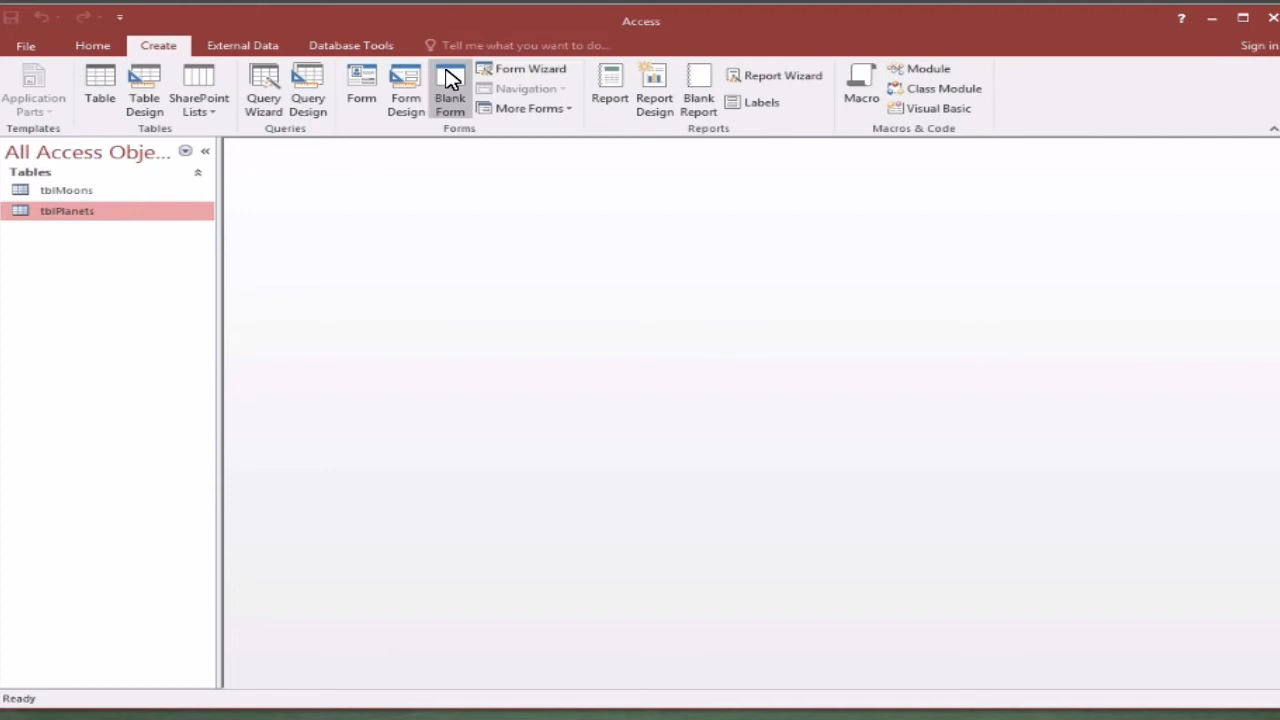 Access
?
File Home Create External Data Database Tools Tell me what you want to do... Sign in
Application Parts
Table
Table Design
SharePoint Lists
Query Wizard
Query Design
Form
Form Design
Blank Form
Form Wizard
Navigation
More Forms
Report
Report Design
Blank Report
Report Wizard
Labels
Macro
Module
Class Module
Visual Basic
Templates Tables Queries Forms Reports Macros & Code
All Access Obje...
Tables
tblMoons
tblPlanets
Ready